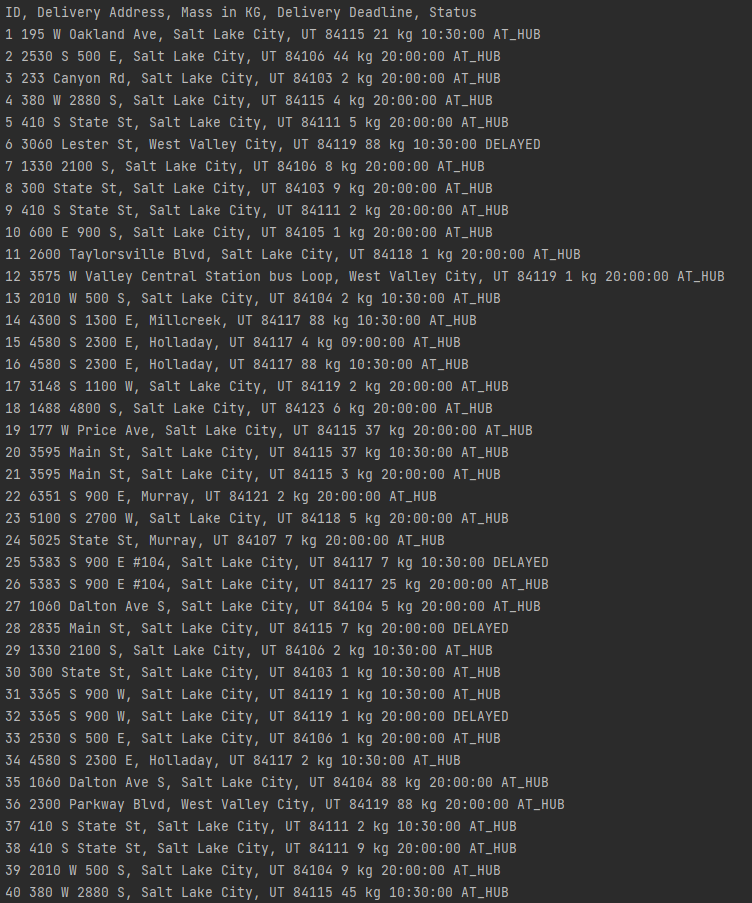 ID, Delivery Address, Mass in KG, Delivery Deadline, Status
1 195 W Oakland Ave, Salt Lake City, UT 84115 21 kg 10:30:00 AT_HUB
2 2530 S 500 E, Salt Lake City, UT 84106 44 kg 20:00:00 AT_HUB
3 233 Canyon Rd, Salt Lake City, UT 84103 2 kg 20:00:00 AT_HUB
4 380 W 2880 S, Salt Lake City, UT 84115 4 kg 20:00:00 AT_HUB
5 410 S State St, Salt Lake City, UT 84111 5 kg 20:00:00 AT_HUB
6 3060 Lester St, West Valley City, UT 84119 88 kg 10:30:00 DELAYED
7 1330 2100 S, Salt Lake City, UT 84106 8 kg 20:00:00 AT_HUB
8 300 State St, Salt Lake City, UT 84103 9 kg 20:00:00 AT_HUB
9 410 S State St, Salt Lake City, UT 84111 2 kg 20:00:00 AT_HUB
10 600 E 900 S, Salt Lake City, UT 84105 1 kg 20:00:00 AT_HUB
11 2600 Taylorsville Blvd, Salt Lake City, UT 84118 1 kg 20:00:00 AT_HUB
12 3575 W Valley Central Station bus Loop, West Valley City, UT 84119 1 kg 20:00:00 AT_HUB
13 2010 W 500 S, Salt Lake City, UT 84104 2 kg 10:30:00 AT_HUB
14 4300 S 1300 E, Millcreek, UT 84117 88 kg 10:30:00 AT_HUB
15 4580 S 2300 E, Holladay, UT 84117 4 kg 09:00:00 AT_HUB
16 4580 S 2300 E, Holladay, UT 84117 88 kg 10:30:00 AT_HUB
17 3148 S 1100 W, Salt Lake City, UT 84119 2 kg 20:00:00 AT_HUB
18 1488 4800 S, Salt Lake City, UT 84123 6 kg 20:00:00 AT_HUB
19 177 W Price Ave, Salt Lake City, UT 84115 37 kg 20:00:00 AT_HUB
20 3595 Main St, Salt Lake City, UT 84115 37 kg 10:30:00 AT_HUB
21 3595 Main St, Salt Lake City, UT 84115 3 kg 20:00:00 AT_HUB
22 6351 S 900 E, Murray, UT 84121 2 kg 20:00:00 AT_HUB
23 5100 S 2700 W, Salt Lake City, UT 84118 5 kg 20:00:00 AT_HUB
24 5025 State St, Murray, UT 84107 7 kg 20:00:00 AT_HUB
25 5383 S 900 E #104, Salt Lake City, UT 84117 7 kg 10:30:00 DELAYED
26 5383 S 900 E #104, Salt Lake City, UT 84117 25 kg 20:00:00 AT_HUB
27 1060 Dalton Ave S, Salt Lake City, UT 84104 5 kg 20:00:00 AT_HUB
28 2835 Main St, Salt Lake City, UT 84115 7 kg 20:00:00 DELAYED
29 1330 2100 S, Salt Lake City, UT 84106 2 kg 10:30:00 AT_HUB
30 300 State St, Salt Lake City, UT 84103 1 kg 10:30:00 AT_HUB
31 3365 S 900 W, Salt Lake City, UT 84119 1 kg 10:30:00 AT_HUB
32 3365 S 900 W, Salt Lake City, UT 84119 1 kg 20:00:00 DELAYED
33 2530 S 500 E, Salt Lake City, UT 84106 1 kg 20:00:00 AT_HUB
34 4580 S 2300 E, Holladay, UT 84117 2 kg 10:30:00 AT_HUB
35 1060 Dalton Ave S, Salt Lake City, UT 84104 88 kg 20:00:00 AT_HUB
36 2300 Parkway Blvd, West Valley City, UT 84119 88 kg 20:00:00 AT_HUB
37 410 S State St, Salt Lake City, UT 84111 2 kg 10:30:00 AT_HUB
38 410 S State St, Salt Lake City, UT 84111 9 kg 20:00:00 AT_HUB
39 2010 W 500 S, Salt Lake City, UT 84104 9 kg 20:00:00 AT_HUB
40 380 W 2880 S, Salt Lake City, UT 84115 45 kg 10:30:00 AT_HUB